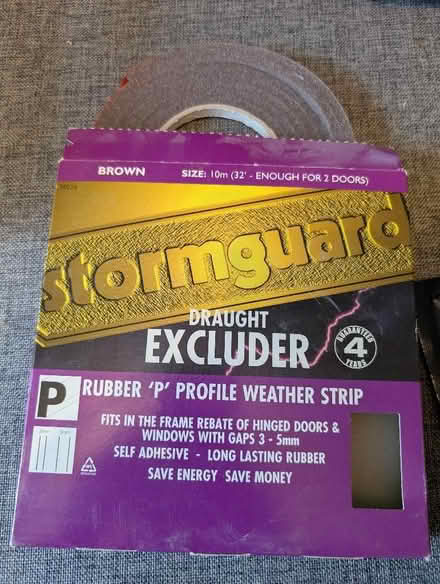 BROWN SIZE: 10m (32' - ENOUGH FOR 2 DOORS)
stormguard
DRAUGHT
EXCLUDER
GUARANTEED
4
YEARS
P RUBBER 'P' PROFILE WEATHER STRIP
FITS IN THE FRAME REBATE OF HINGED DOORS &
WINDOWS WITH GAPS 3 - 5mm
SELF ADHESIVE - LONG LASTING RUBBER
SAVE ENERGY SAVE MONEY